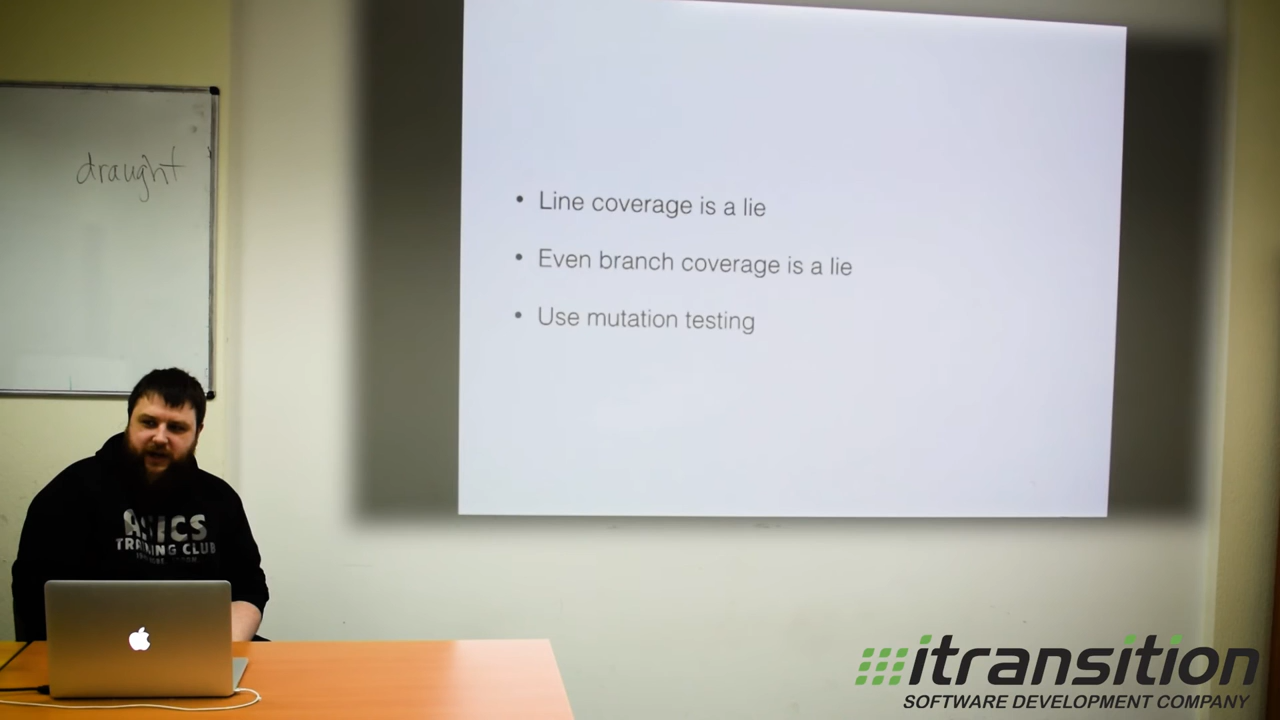 draught
• Line coverage is a lie
• Even branch coverage is a lie
• Use mutation testing
ASICS
TRAINING CLUB
itransition
SOFTWARE DEVELOPMENT COMPANY